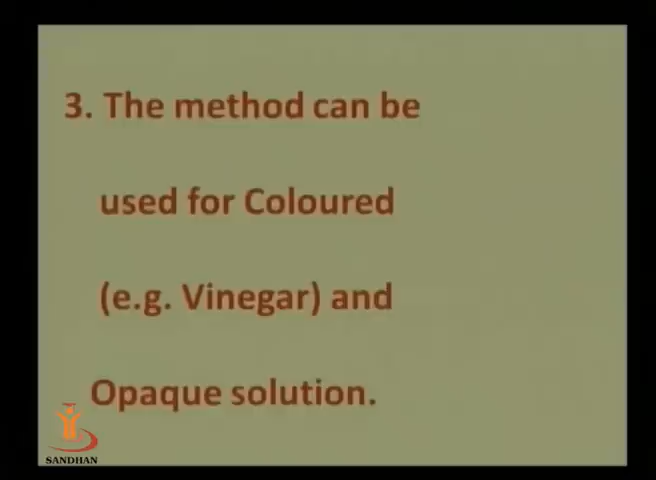 3. The method can be
used for Coloured
(e.g. Vinegar) and
Opaque solution.
SANDHAN